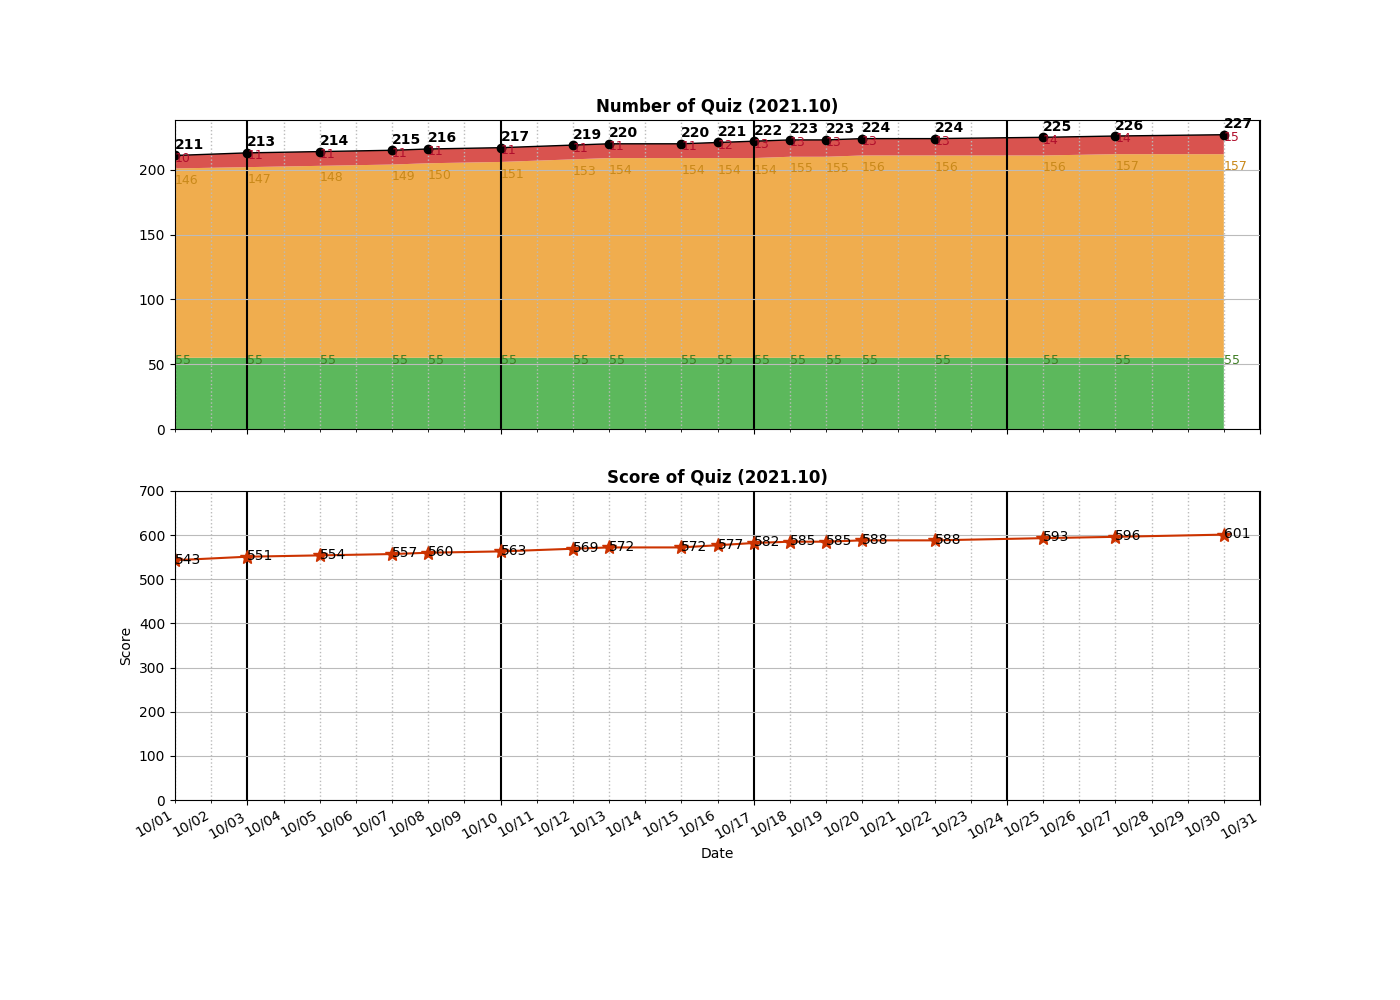 Number of Quiz (2021.10)
211 213 214 215 216 217 219 220 220 221 222 223 223 224 224 225 226 227
10 11 11 11 11 11 11 11 11 12 13 13 13 13 13 14 14 15
200
146 147 148 149 150 151 153 154 154 154 154 155 155 156 156 156 157 157
150
100
55 55 55 55 55 55 55 55 55 55 55 55 55 55 55 55 55 55
50
0
Score of Quiz (2021.10)
700
600
543 551 554 557 560 563 569 572 572 577 582 585 585 588 588 593 596 601
500
400
Score
300
200
100
0
10/01 10/02 10/03 10/04 10/05 10/06 10/07 10/08 10/09 10/10 10/11 10/12 10/13 10/14 10/15 10/16 10/17 10/18 10/19 10/20 10/21 10/22 10/23 10/24 10/25 10/26 10/27 10/28 10/29 10/30 10/31
Date